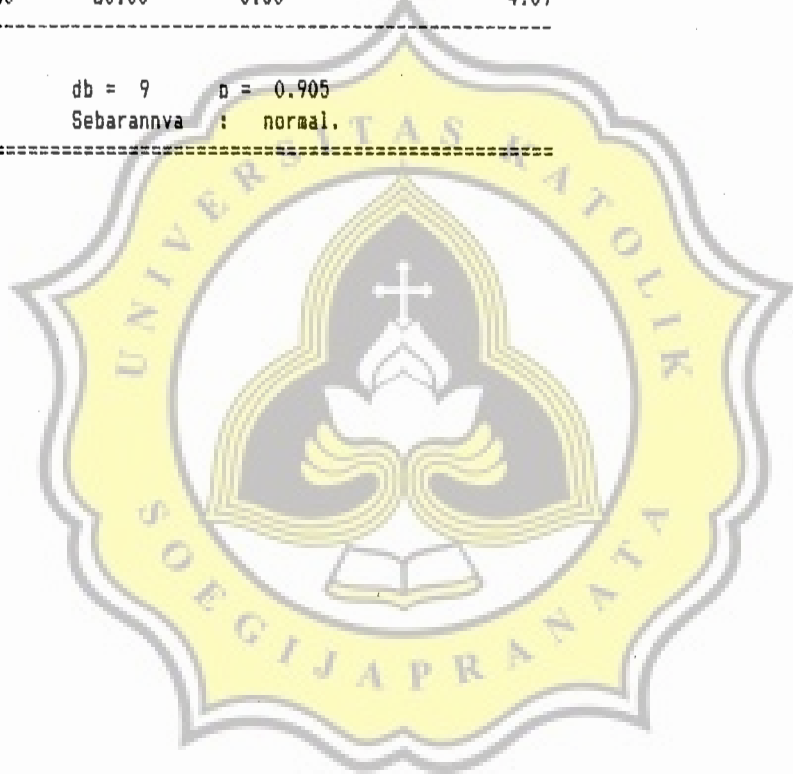 db = 9 p = 0.905
Sebarannya : normal.
UNIVERSITAS KATOLIK
SOEGIJAPRANATA